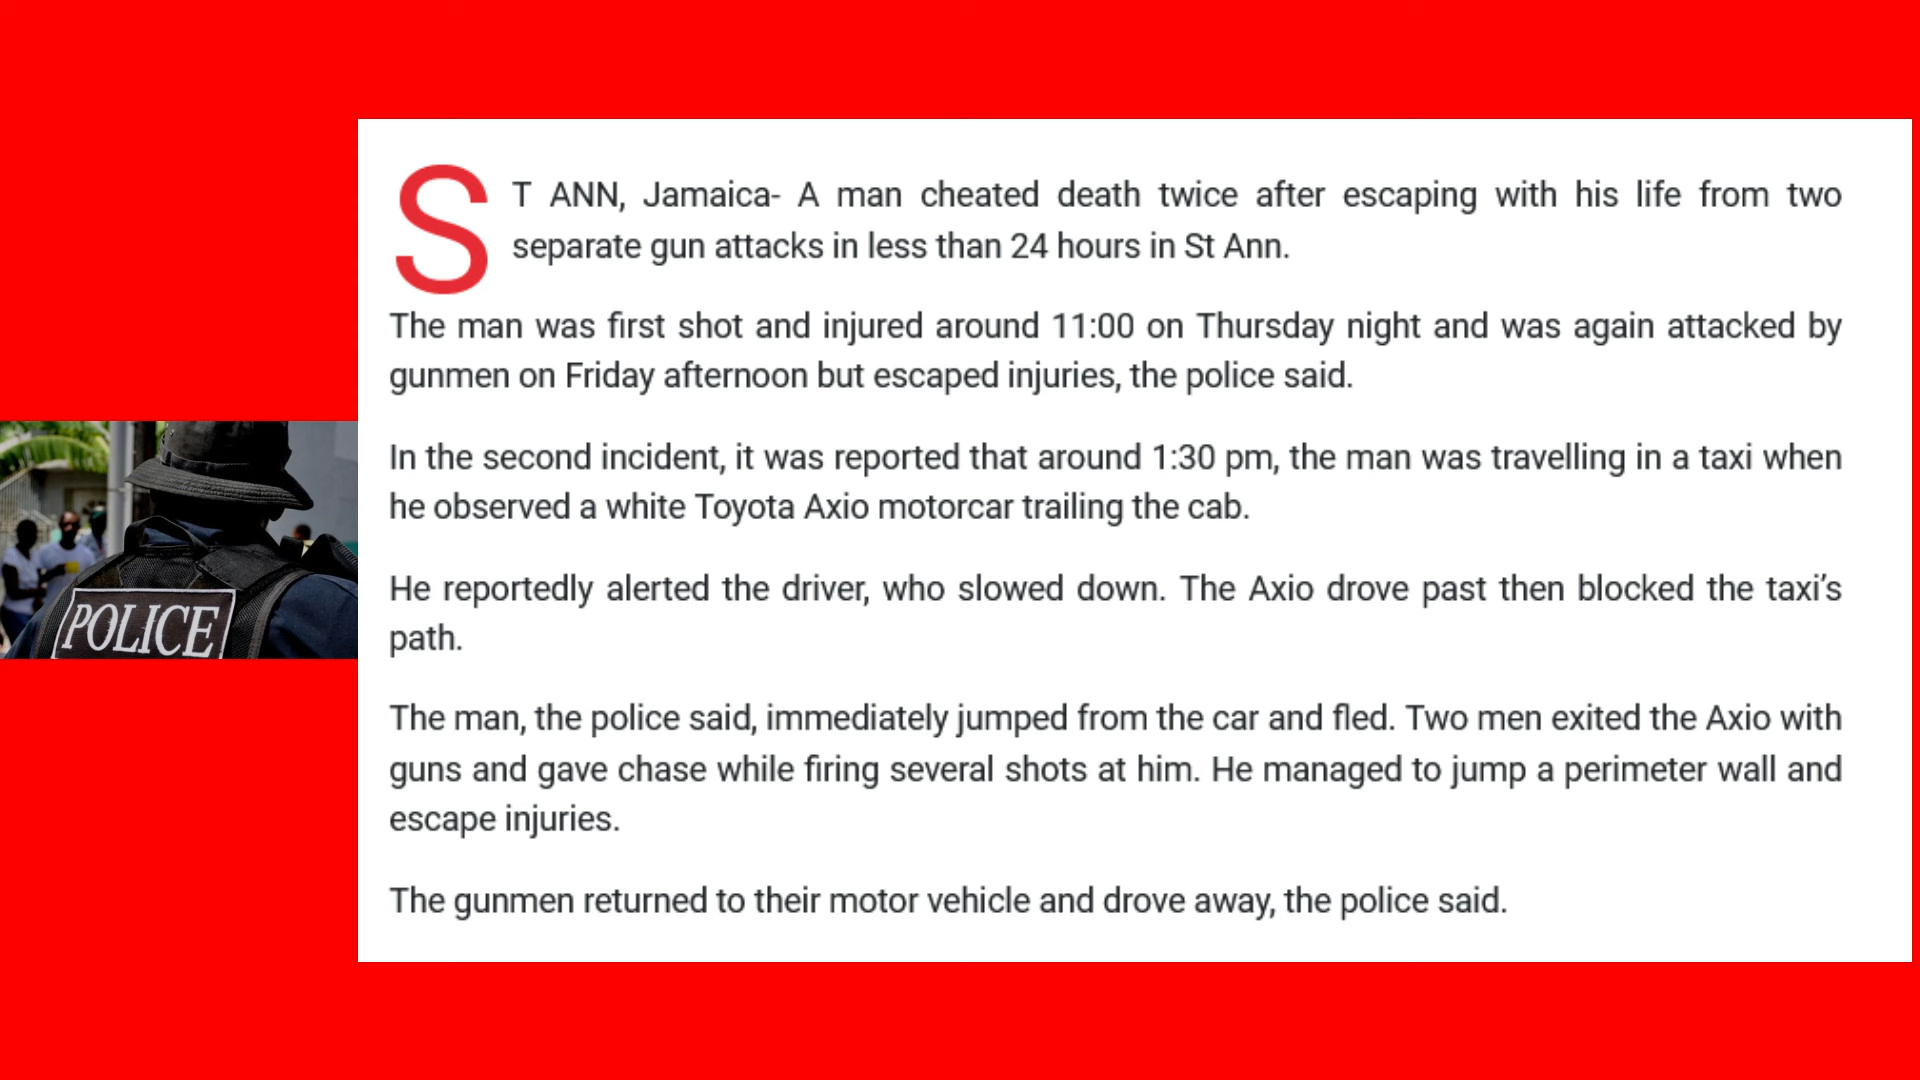 POLICE
ST ANN, Jamaica- A man cheated death twice after escaping with his life from two
separate gun attacks in less than 24 hours in St Ann.
The man was first shot and injured around 11:00 on Thursday night and was again attacked by
gunmen on Friday afternoon but escaped injuries, the police said.
In the second incident, it was reported that around 1:30 pm, the man was travelling in a taxi when
he observed a white Toyota Axio motorcar trailing the cab.
He reportedly alerted the driver, who slowed down. The Axio drove past then blocked the taxi’s
path.
The man, the police said, immediately jumped from the car and fled. Two men exited the Axio with
guns and gave chase while firing several shots at him. He managed to jump a perimeter wall and
escape injuries.
The gunmen returned to their motor vehicle and drove away, the police said.